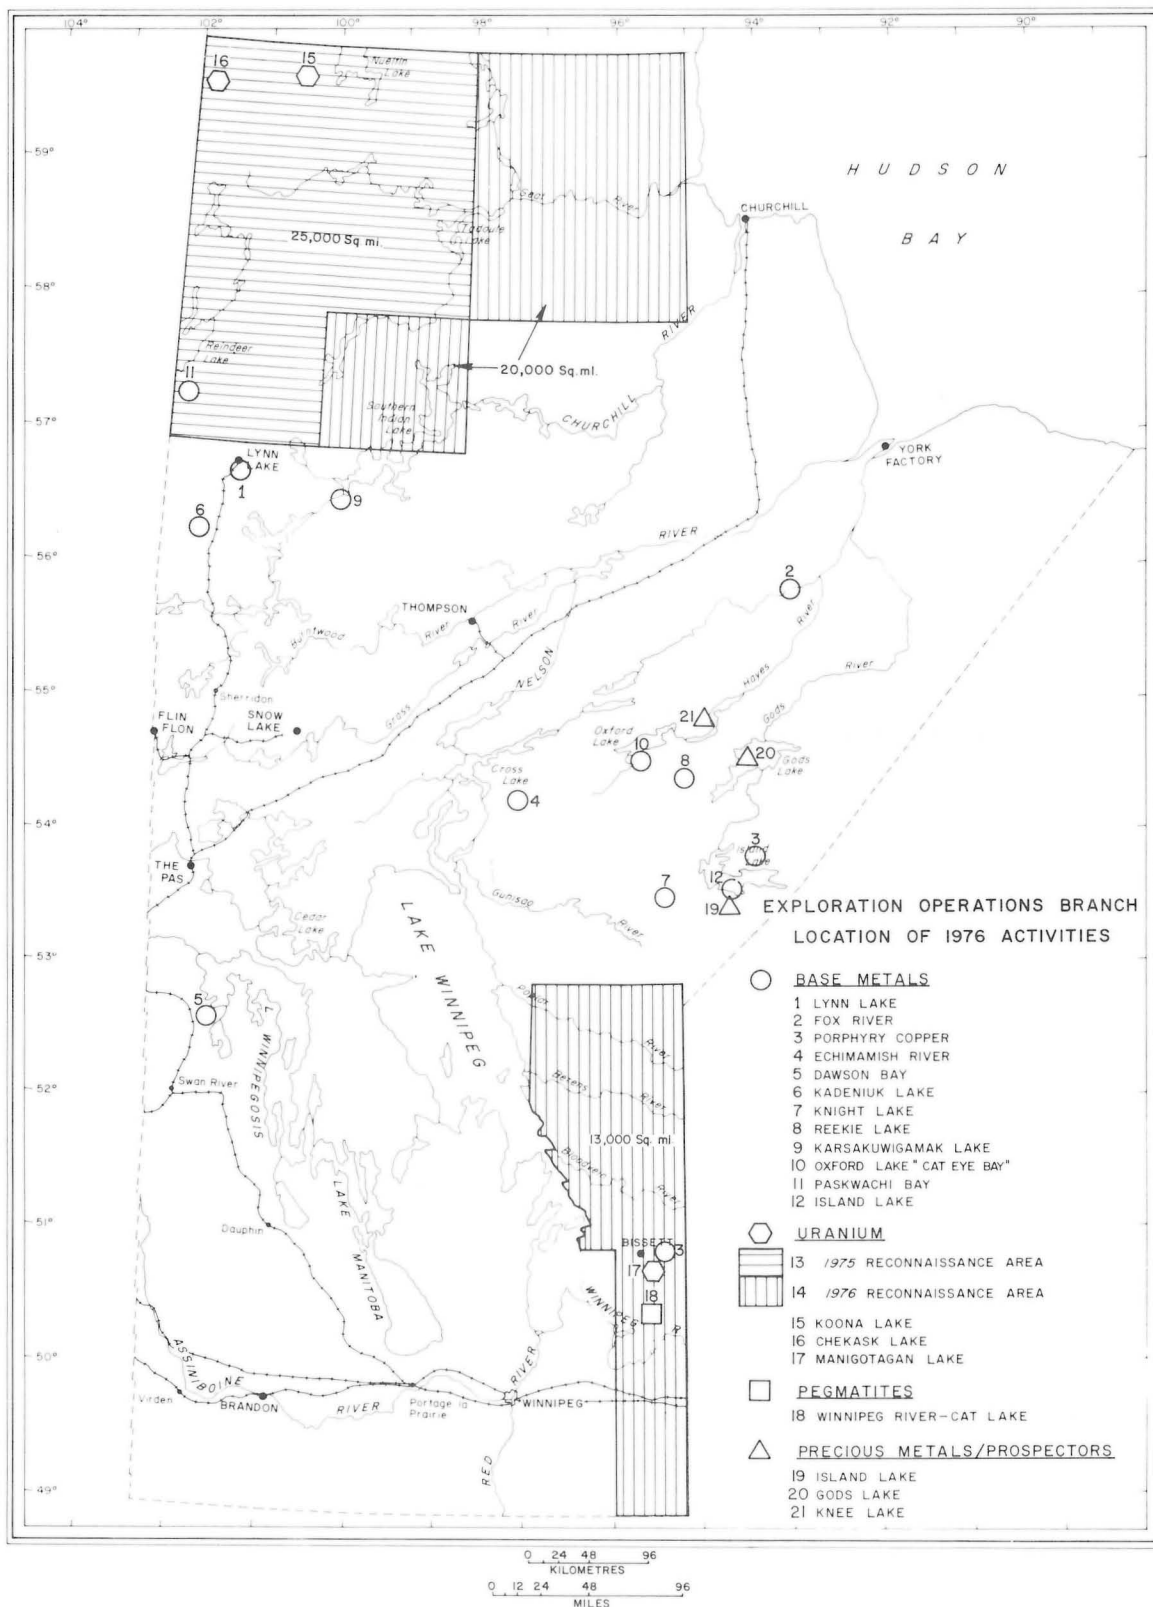 104° 102° 100° 98° 96° 94° 92° 90°
16 15
Nueltin
Lake
59°
HUDSON
BAY
CHURCHILL
Seal River
25,000 Sq mi.
Tadoule
Lake
58°
RIVER
20,000 Sq.mi.
Reindeer
Lake
11
Southern
Indian
Lake
CHURCHILL
57°
LYNN
LAKE
YORK
FACTORY
1
9
6
56°
RIVER
2
THOMPSON
River
River
Burntwood
River
NELSON
Hayes
River
55°
Sherridon
FLIN
FLON
SNOW
LAKE
Grass
21
Gods
Oxford
Lake
10
8
20
Gods
Lake
Cross
Lake
4
54°
THE
PAS
3
Island
Lake
12
7
19
Gunisao
River
Cedar
Lake
LAKE WINNIPEG
53°
EXPLORATION OPERATIONS BRANCH
LOCATION OF 1976 ACTIVITIES
5
L WINNIPEGOSIS
Poplar
River
Swan River
52°
Berens
River
13,000 Sq. mi.
Bloodvein
River
LAKE MANITOBA
51°
Dauphin
BISSETT
3
17
18
WINNIPEG R
50°
ASSINIBOINE
RIVER
Virden
BRANDON
Portage la
Prairie
RIVER
WINNIPEG
RED
49°
BASE METALS
1 LYNN LAKE
2 FOX RIVER
3 PORPHYRY COPPER
4 ECHIMAMISH RIVER
5 DAWSON BAY
6 KADENIUK LAKE
7 KNIGHT LAKE
8 REEKIE LAKE
9 KARSAKUWIGAMAK LAKE
10 OXFORD LAKE "CAT EYE BAY"
11 PASKWACHI BAY
12 ISLAND LAKE
URANIUM
13 1975 RECONNAISSANCE AREA
14 1976 RECONNAISSANCE AREA
15 KOONA LAKE
16 CHEKASK LAKE
17 MANIGOTAGAN LAKE
PEGMATITES
18 WINNIPEG RIVER-CAT LAKE
PRECIOUS METALS/PROSPECTORS
19 ISLAND LAKE
20 GODS LAKE
21 KNEE LAKE
0 24 48 96
KILOMETRES
0 12 24 48 96
MILES